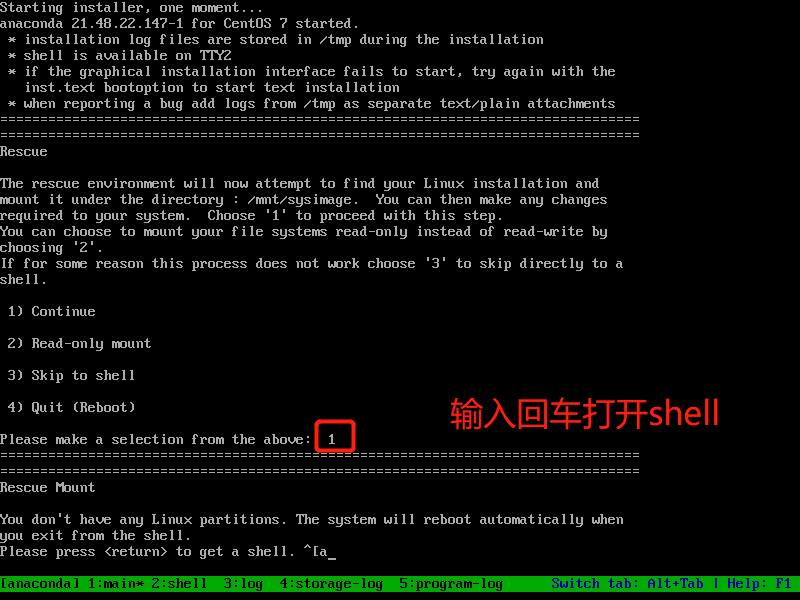 Starting installer, one moment...
anaconda 21.48.22.147-1 for CentOS 7 started.
* installation log files are stored in /tmp during the installation
* shell is available on TTY2
* if the graphical installation interface fails to start, try again with the
inst.text bootoption to start text installation
* when reporting a bug add logs from /tmp as separate text/plain attachments
================================================================================
================================================================================
Rescue
The rescue environment will now attempt to find your Linux installation and
mount it under the directory : /mnt/sysimage.  You can then make any changes
required to your system.  Choose '1' to proceed with this step.
You can choose to mount your file systems read-only instead of read-write by
choosing '2'.
If for some reason this process does not work choose '3' to skip directly to a
shell.
1) Continue
2) Read-only mount
3) Skip to shell
4) Quit (Reboot)
输入回车打开shell
Please make a selection from the above:  1
================================================================================
================================================================================
Rescue Mount
You don't have any Linux partitions. The system will reboot automatically when
you exit from the shell.
Please press <return> to get a shell. ^[a_
[anaconda] 1:main* 2:shell  3:log  4:storage-log  5:program-log      Switch tab: Alt+Tab | Help: F1